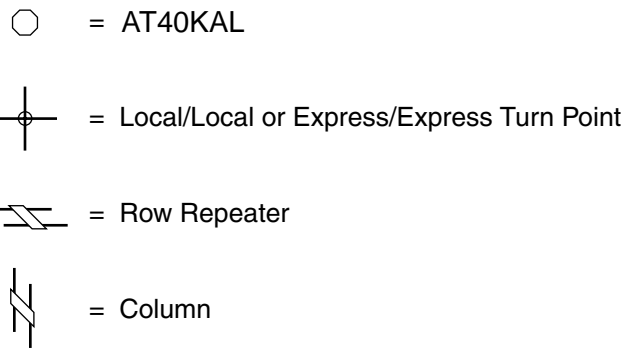 = AT40KAL
= Local/Local or Express/Express Turn Point
= Row Repeater
= Column